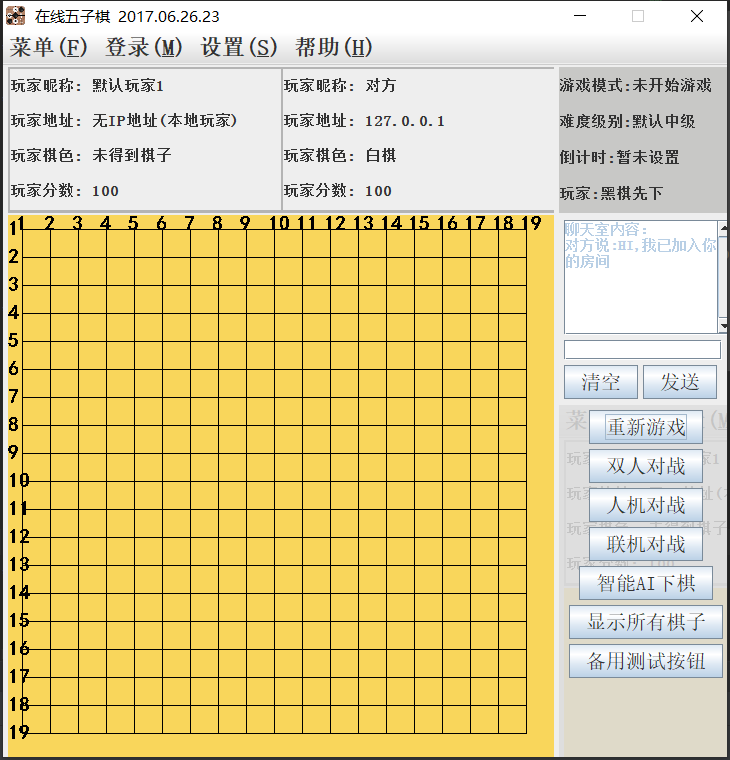 在线五子棋 2017.06.26.23
菜单(F) 登录(M) 设置(S) 帮助(H)
玩家昵称: 默认玩家1
玩家地址: 无IP地址(本地玩家)
玩家棋色: 未得到棋子
玩家分数: 100
玩家昵称: 对方
玩家地址: 127.0.0.1
玩家棋色: 白棋
玩家分数: 100
游戏模式:未开始游戏
难度级别:默认中级
倒计时:暂未设置
玩家:黑棋先下
1 2 3 4 5 6 7 8 9 10 11 12 13 14 15 16 17 18 19
1
2
3
4
5
6
7
8
9
10
11
12
13
14
15
16
17
18
19
聊天室内容:
对方说:HI,我已加入你
的房间
清空 发送
重新游戏
双人对战
人机对战
联机对战
智能AI下棋
显示所有棋子
备用测试按钮